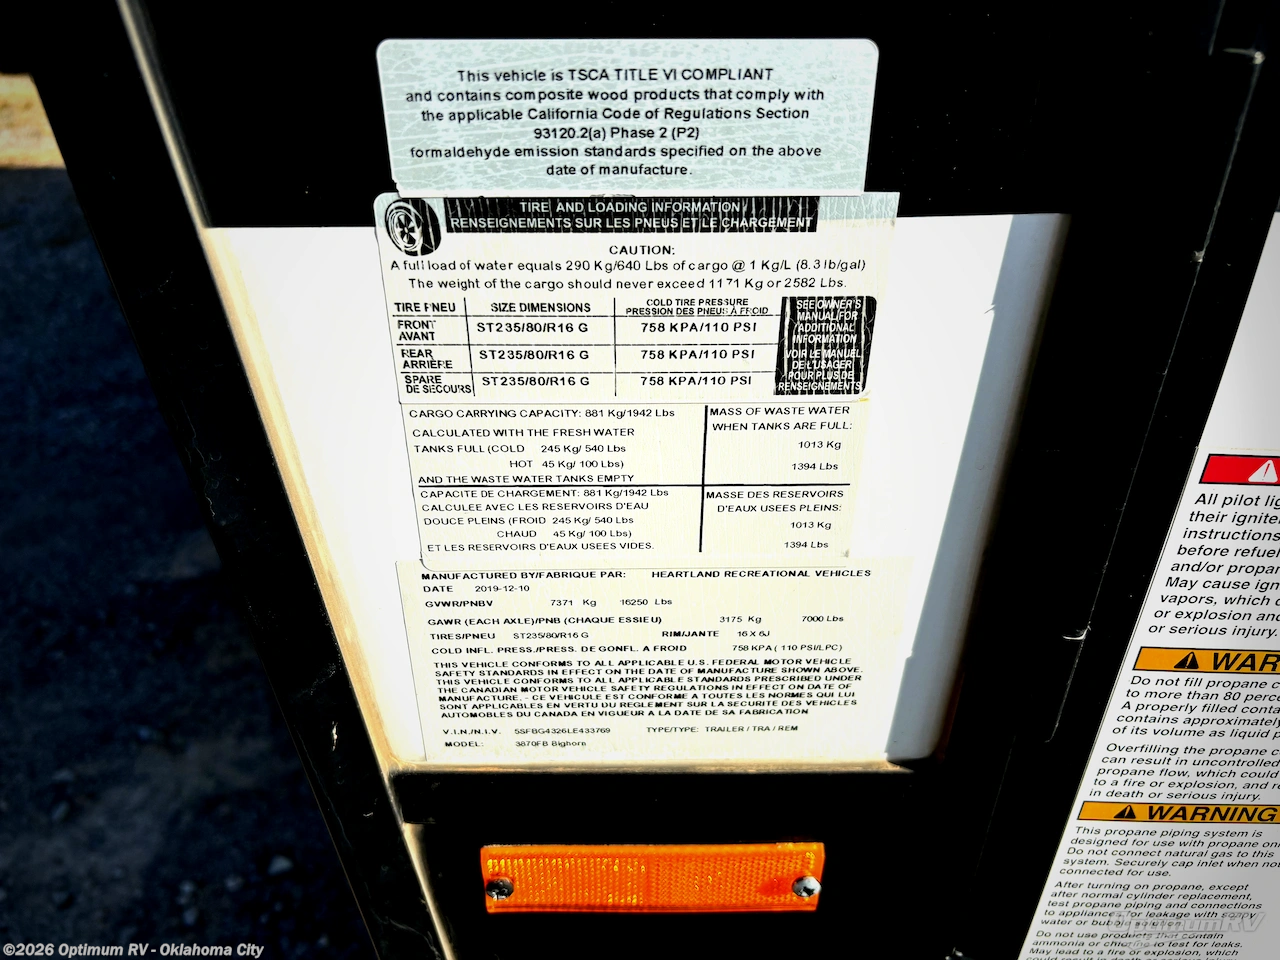 This vehicle is TSCA TITLE VI COMPLIANT
and contains composite wood products that comply with
the applicable California Code of Regulations Section
93120.2(a) Phase 2 (P2)
formaldehyde emission standards specified on the above
date of manufacture.
TIRE AND LOADING INFORMATION
RENSEIGNEMENTS SUR LES PNEUS ET LE CHARGEMENT
CAUTION:
A full load of water equals 290 Kg/640 Lbs of cargo @ 1 Kg/L (8.3 lb/gal)
The weight of the cargo should never exceed 1171 Kg or 2582 Lbs.
TIRE PNEU SIZE DIMENSIONS COLD TIRE PRESSURE
PRESSION DES PNEUS À FROID
FRONT
AVANT
ST235/80/R16 G 758 KPA/110 PSI
REAR
ARRIÈRE
ST235/80/R16 G 758 KPA/110 PSI
SPARE
DE SECOURS
ST235/80/R16 G 758 KPA/110 PSI
SEE OWNER'S
MANUAL FOR
ADDITIONAL
INFORMATION
VOIR LE MANUEL
DE L'USAGER
POUR PLUS DE
RENSEIGNEMENTS
CARGO CARRYING CAPACITY: 881 Kg/1942 Lbs
CALCULATED WITH THE FRESH WATER
TANKS FULL (COLD 245 Kg/ 540 Lbs
HOT 45 Kg/ 100 Lbs)
AND THE WASTE WATER TANKS EMPTY
MASS OF WASTE WATER
WHEN TANKS ARE FULL:
1013 Kg
1394 Lbs
CAPACITE DE CHARGEMENT: 881 Kg/1942 Lbs
CALCULEE AVEC LES RESERVOIRS D'EAU
DOUCE PLEINS (FROID 245 Kg/ 540 Lbs
CHAUD 45 Kg/ 100 Lbs)
ET LES RESERVOIRS D'EAUX USEES VIDES.
MASSE DES RESERVOIRS
D'EAUX USEES PLEINS:
1013 Kg
1394 Lbs
MANUFACTURED BY/FABRIQUE PAR: HEARTLAND RECREATIONAL VEHICLES
DATE 2019-12-10
GVWR/PNBV 7371 Kg 16250 Lbs
GAWR (EACH AXLE)/PNB (CHAQUE ESSIEU) 3175 Kg 7000 Lbs
TIRES/PNEU ST235/80/R16 G RIM/JANTE 16 X 6J
COLD INFL. PRESS./PRESS. DE GONFL. A FROID 758 KPA ( 110 PSI/LPC)
THIS VEHICLE CONFORMS TO ALL APPLICABLE U.S. FEDERAL MOTOR VEHICLE
SAFETY STANDARDS IN EFFECT ON THE DATE OF MANUFACTURE SHOWN ABOVE.
THIS VEHICLE CONFORMS TO ALL APPLICABLE STANDARDS PRESCRIBED UNDER
THE CANADIAN MOTOR VEHICLE SAFETY REGULATIONS IN EFFECT ON DATE OF
MANUFACTURE. - CE VEHICULE EST CONFORME A TOUTES LES NORMES QUI LUI
SONT APPLICABLES EN VERTU DU REGLEMENT SUR LA SECURITE DES VEHICLES
AUTOMOBILES DU CANADA EN VIGUEUR A LA DATE DE SA FABRICATION
V.I.N./N.I.V. 5SFBG4326LE433769 TYPE/TYPE: TRAILER / TRA / REM
MODEL: 3870FB Bighorn
All pilot
their
instructions
before
and/or
May cause
vapors, which
or explosion and
or serious injury.
Do not fill propane
to more than 80
A properly filled
contains approximately
of its volume as liquid
Overfilling the propane
can result in uncontrolled
propane flow, which could
to a fire or explosion, and
in death or serious injury.
WARNING
This propane piping system is
designed for use with propane
Do not connect natural gas to this
system. Securely cap inlet when
connected for use.
After turning on propane, except
after normal cylinder replacement,
test propane piping and connections
to appliances for leakage with soapy
water or bubble
Do not use products that contain
ammonia or chlorine to test for leaks.
May lead to a fire or explosion, which
could result in death or serious injury.
OptimumRV
©2026 Optimum RV - Oklahoma City